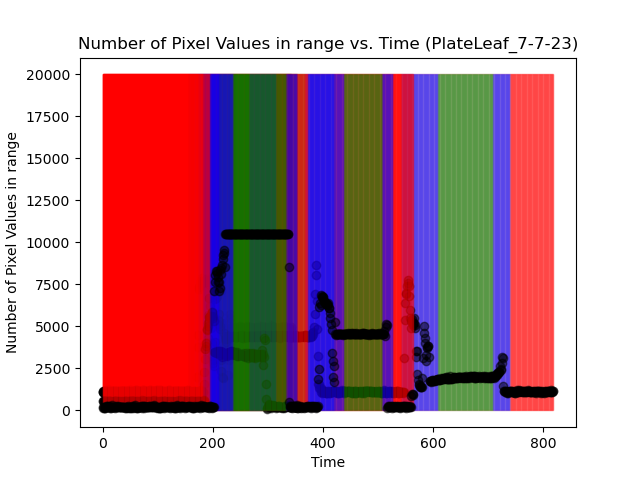 Number of Pixel Values in range vs. Time (PlateLeaf_7-7-23)
Number of Pixel Values in range
20000
17500
15000
12500
10000
7500
5000
2500
0
0 200 400 600 800
Time